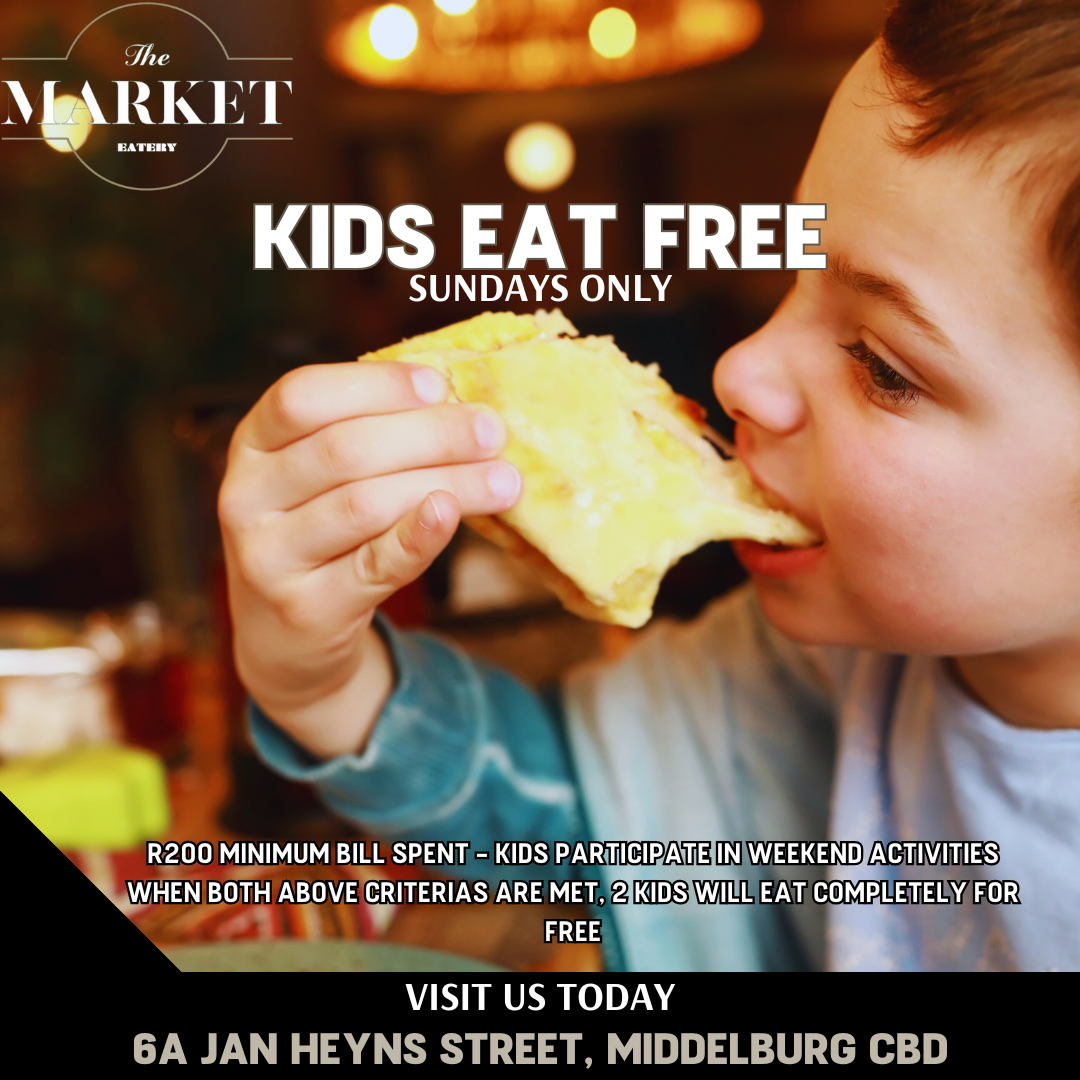 The
MARKET
EATERY
KIDS EAT FREE
SUNDAYS ONLY
R200 MINIMUM BILL SPENT - KIDS PARTICIPATE IN WEEKEND ACTIVITIES
WHEN BOTH ABOVE CRITERIAS ARE MET, 2 KIDS WILL EAT COMPLETELY FOR
FREE
VISIT US TODAY
6A JAN HEYNS STREET, MIDDELBURG CBD